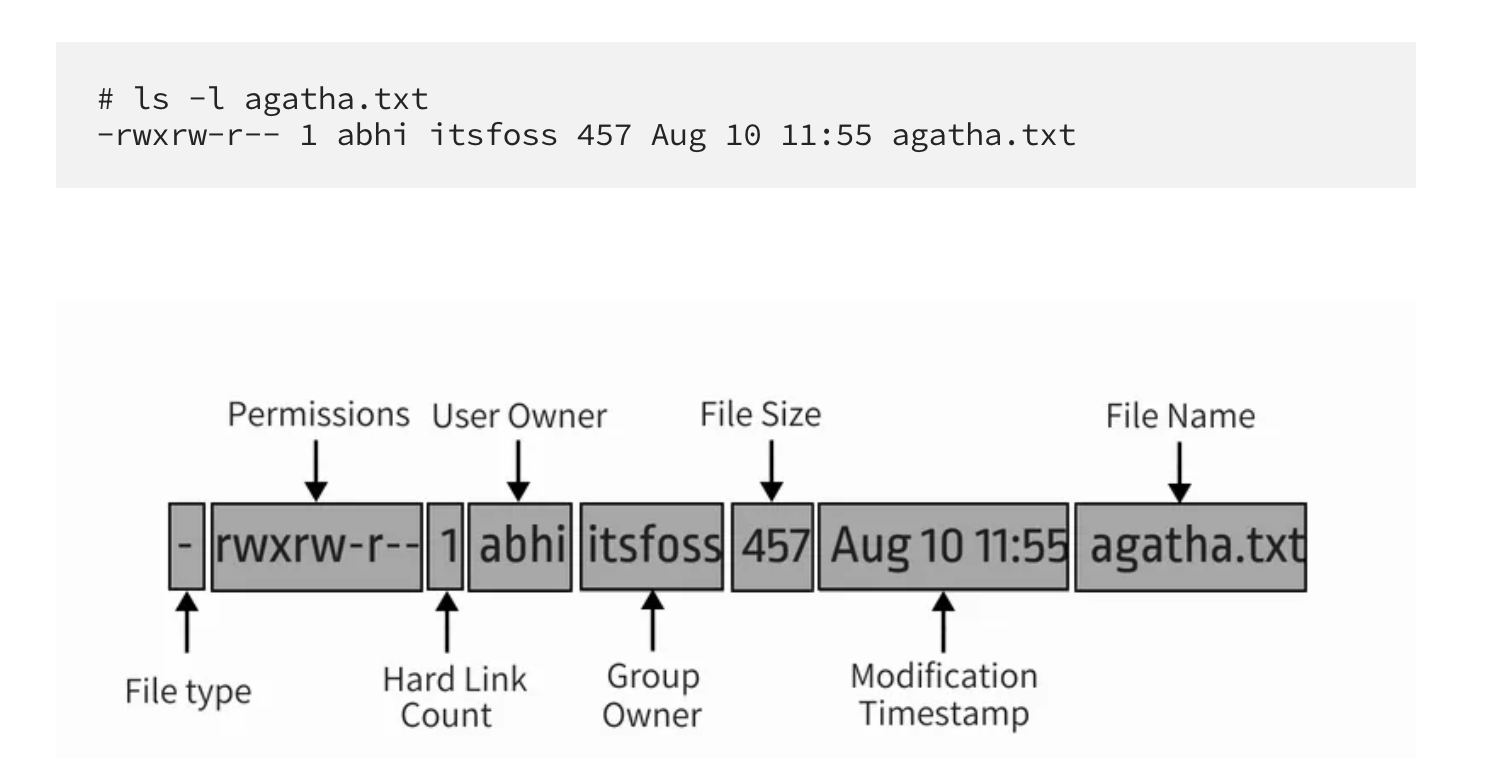 # ls -l agatha.txt
-rwxrw-r-- 1 abhi itsfoss 457 Aug 10 11:55 agatha.txt
Permissions User Owner File Size File Name
- rwxrw-r-- 1 abhi itsfoss 457 Aug 10 11:55 agatha.txt
File type
Hard Link
Count
Group
Owner
Modification
Timestamp